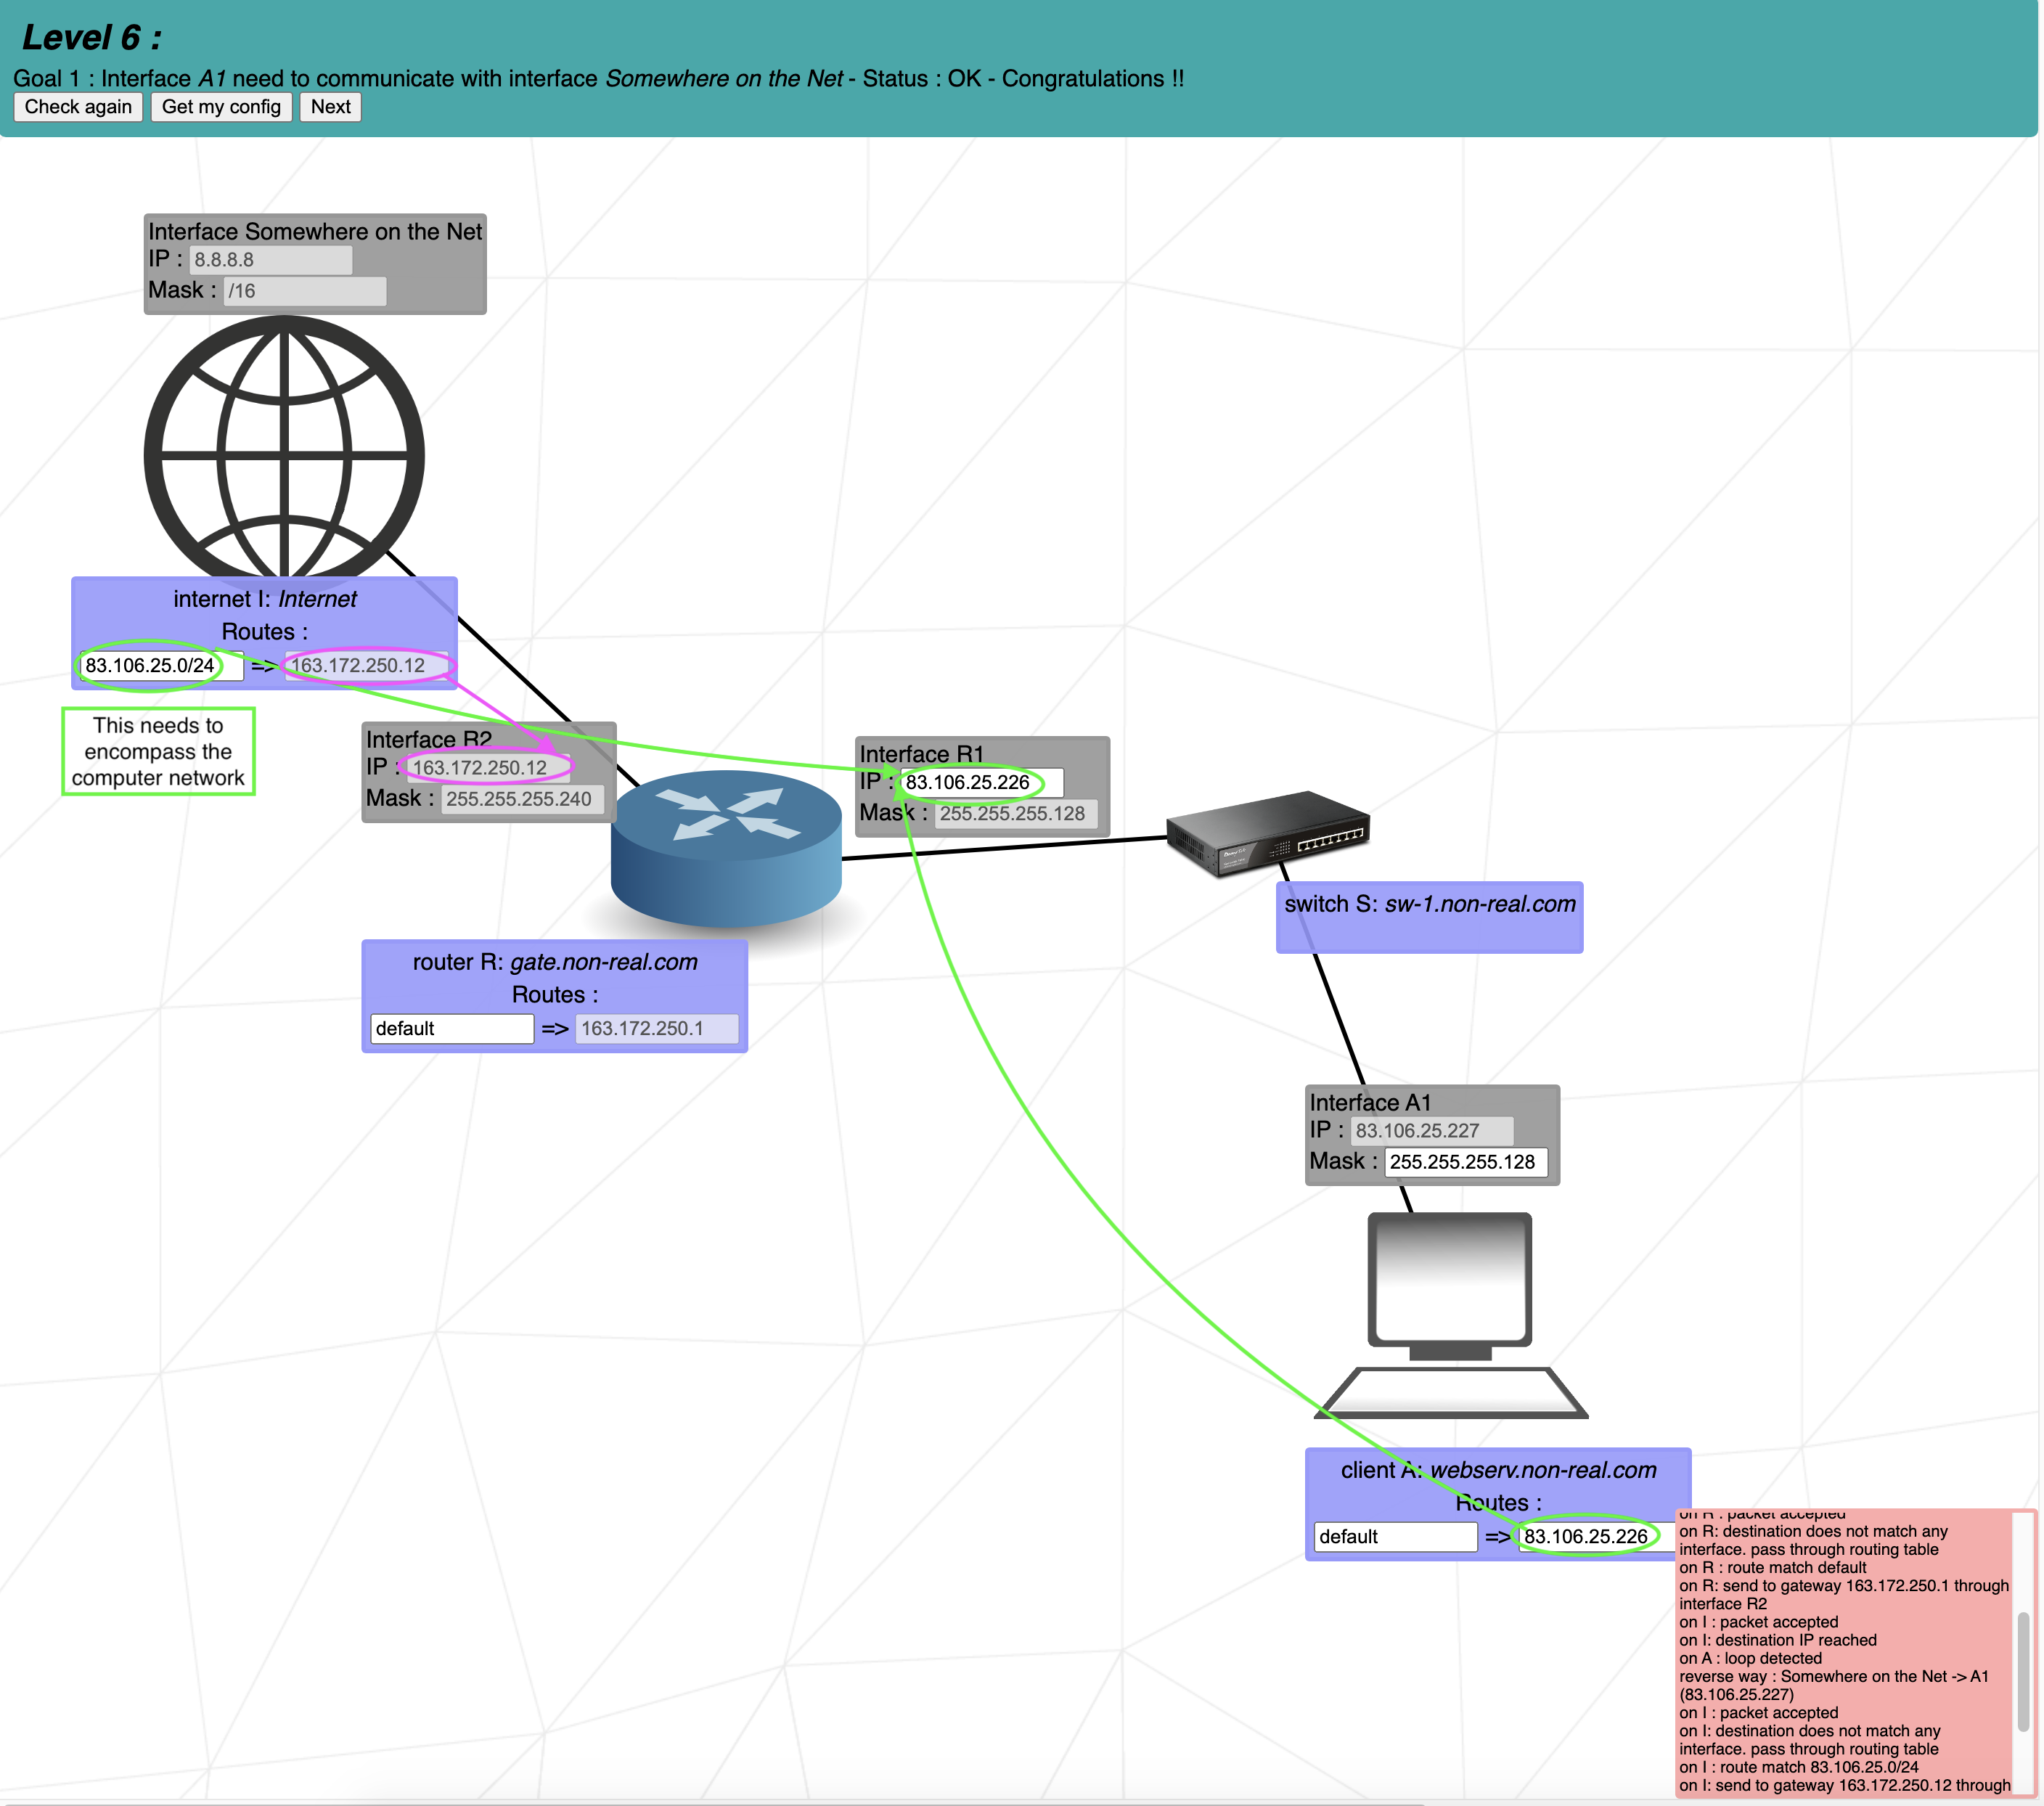 Level 6 :
Goal 1 : Interface A1 need to communicate with interface Somewhere on the Net - Status : OK - Congratulations !!
Check again Get my config Next
Interface Somewhere on the Net
IP : 8.8.8.8
Mask : /16
internet I: Internet
Routes :
83.106.25.0/24 => 163.172.250.12
This needs to
encompass the
computer network
Interface R2
IP : 163.172.250.12
Mask : 255.255.255.240
Interface R1
IP : 83.106.25.226
Mask : 255.255.255.128
switch S: sw-1.non-real.com
router R: gate.non-real.com
Routes :
default => 163.172.250.1
Interface A1
IP : 83.106.25.227
Mask : 255.255.255.128
client A: webserv.non-real.com
Routes :
default => 83.106.25.226
on R : packet accepted
on R: destination does not match any
interface. pass through routing table
on R : route match default
on R: send to gateway 163.172.250.1 through
interface R2
on I : packet accepted
on I: destination IP reached
on A : loop detected
reverse way : Somewhere on the Net -> A1
(83.106.25.227)
on I : packet accepted
on I: destination does not match any
interface. pass through routing table
on I : route match 83.106.25.0/24
on I: send to gateway 163.172.250.12 through